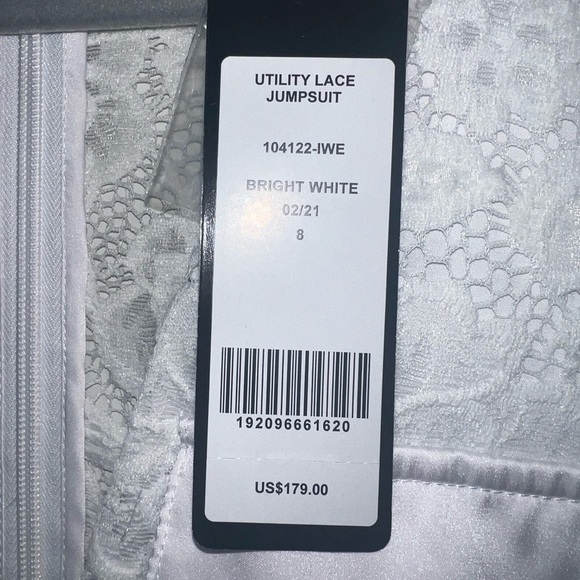 UTILITY LACE
JUMPSUIT
104122-IWE
BRIGHT WHITE
02/21
8
192096661620
US$179.00